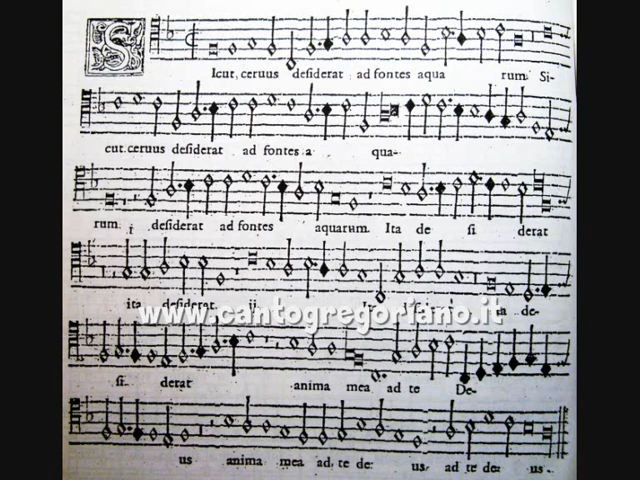 SIcut, ceruus desiderat ad fontes aqua rum Si-
cut ceruus desiderat ad fontes a qua-
rum. i desiderat ad fontes aquarum Ita de si derat
ita desiderat ij. de-
www.cantogregoriano.it
si. derat anima mea ad te De-
us anima mea ad te de us. ad te de us.